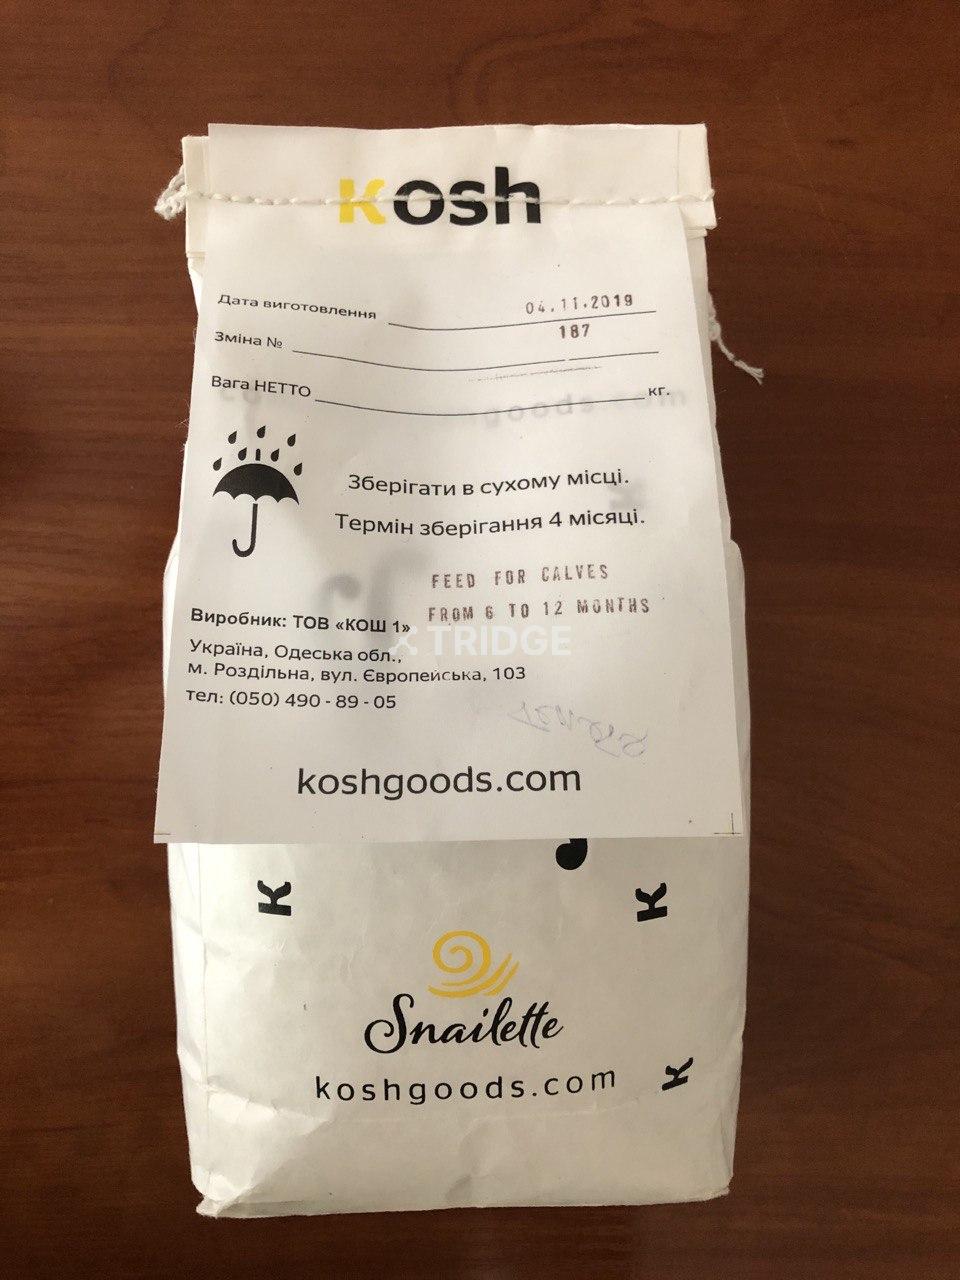 Kosh
Дата виготовлення 04.11.2019
Зміна № 187
Вага НЕТТО кг.
Зберігати в сухому місці.
Термін зберігання 4 місяці.
FEED FOR CALVES
FROM 6 TO 12 MONTHS
Виробник: ТОВ «КОШ 1»
TRIDGE
Україна, Одеська обл.,
м. Роздільна, вул. Європейська, 103
тел: (050) 490 - 89 - 05
koshgoods.com
K
K
Snailette
koshgoods.com
K